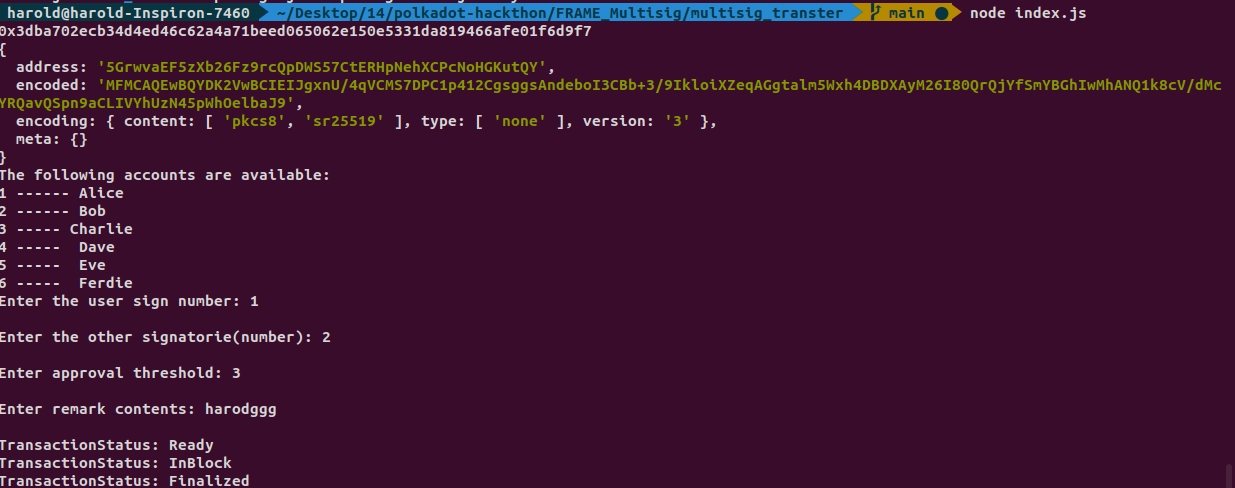 harold@harold-Inspiron-7460 ~/Desktop/14/polkadot-hackthon/FRAME_Multisig/multisig_transter main ● node index.js
0x3dba702ecb34d4ed46c62a4a71beed065062e150e5331da819466afe01f6d9f7
{
  address: '5GrwvaEF5zXb26Fz9rcQpDWS57CtERHpNehXCPcNoHGKutQY',
  encoded: 'MFMCAQEwBQYDK2VwBCIEIJgxnU/4qVCMS7DPC1p412CgsggsAndeboI3CBb+3/9IkloiXZeqAGgtalm5Wxh4DBDXAyM26I80QrQjYfSmYBGhIwMhANQ1k8cV/dMc
YRQavQSpn9aCLIVYhUzN45pWhOelbaJ9',
  encoding: { content: [ 'pkcs8', 'sr25519' ], type: [ 'none' ], version: '3' },
  meta: {}
}
The following accounts are available:
1 ------ Alice
2 ------ Bob
3 ----- Charlie
4 -----  Dave
5 -----  Eve
6 -----  Ferdie
Enter the user sign number: 1
Enter the other signatorie(number): 2
Enter approval threshold: 3
Enter remark contents: harodggg
TransactionStatus: Ready
TransactionStatus: InBlock
TransactionStatus: Finalized